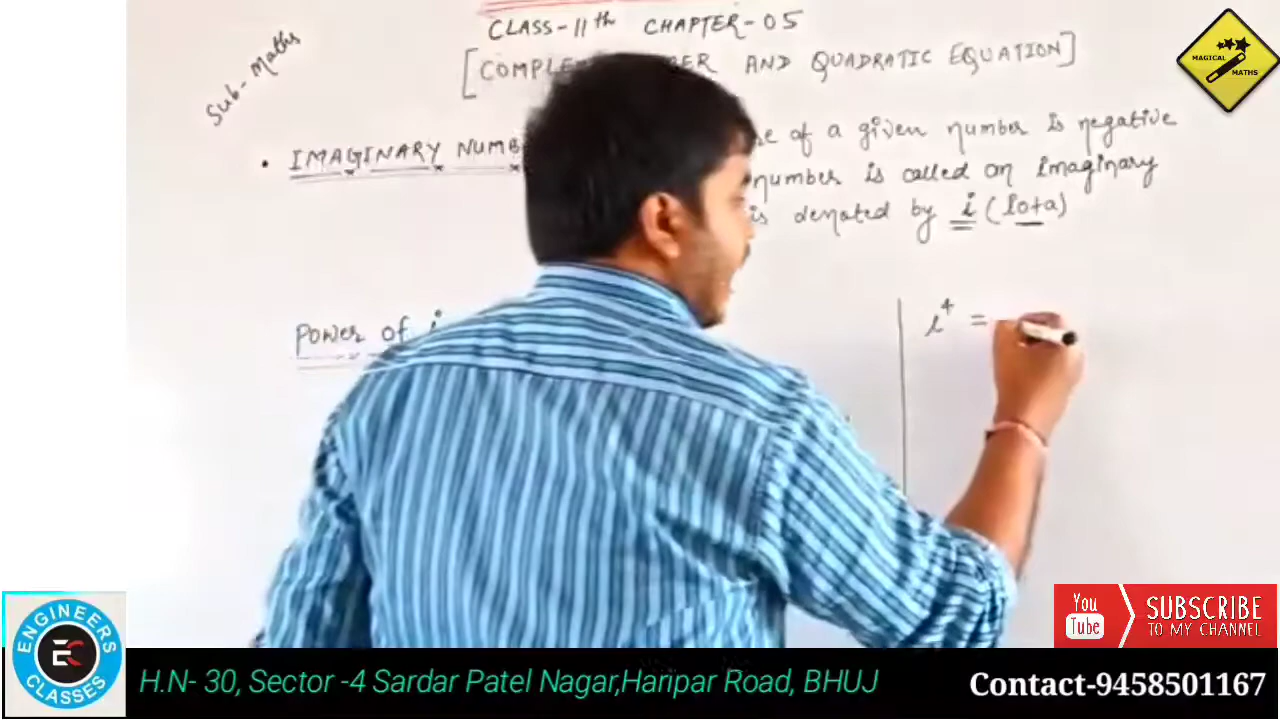 CLASS-11th CHAPTER-05
Sub-Maths
[COMPLE ER AND QUADRATIC EQUATION]
MAGICAL
MATHS
• IMAGINARY NUMB
of a given number is negative
number is called an imaginary
is denoted by i (Iota)
Power of i
i⁴ =
ENGINEERS
EC
CLASSES
You
Tube
SUBSCRIBE
TO MY CHANNEL
H.N- 30, Sector -4 Sardar Patel Nagar,Haripar Road, BHUJ
Contact-9458501167